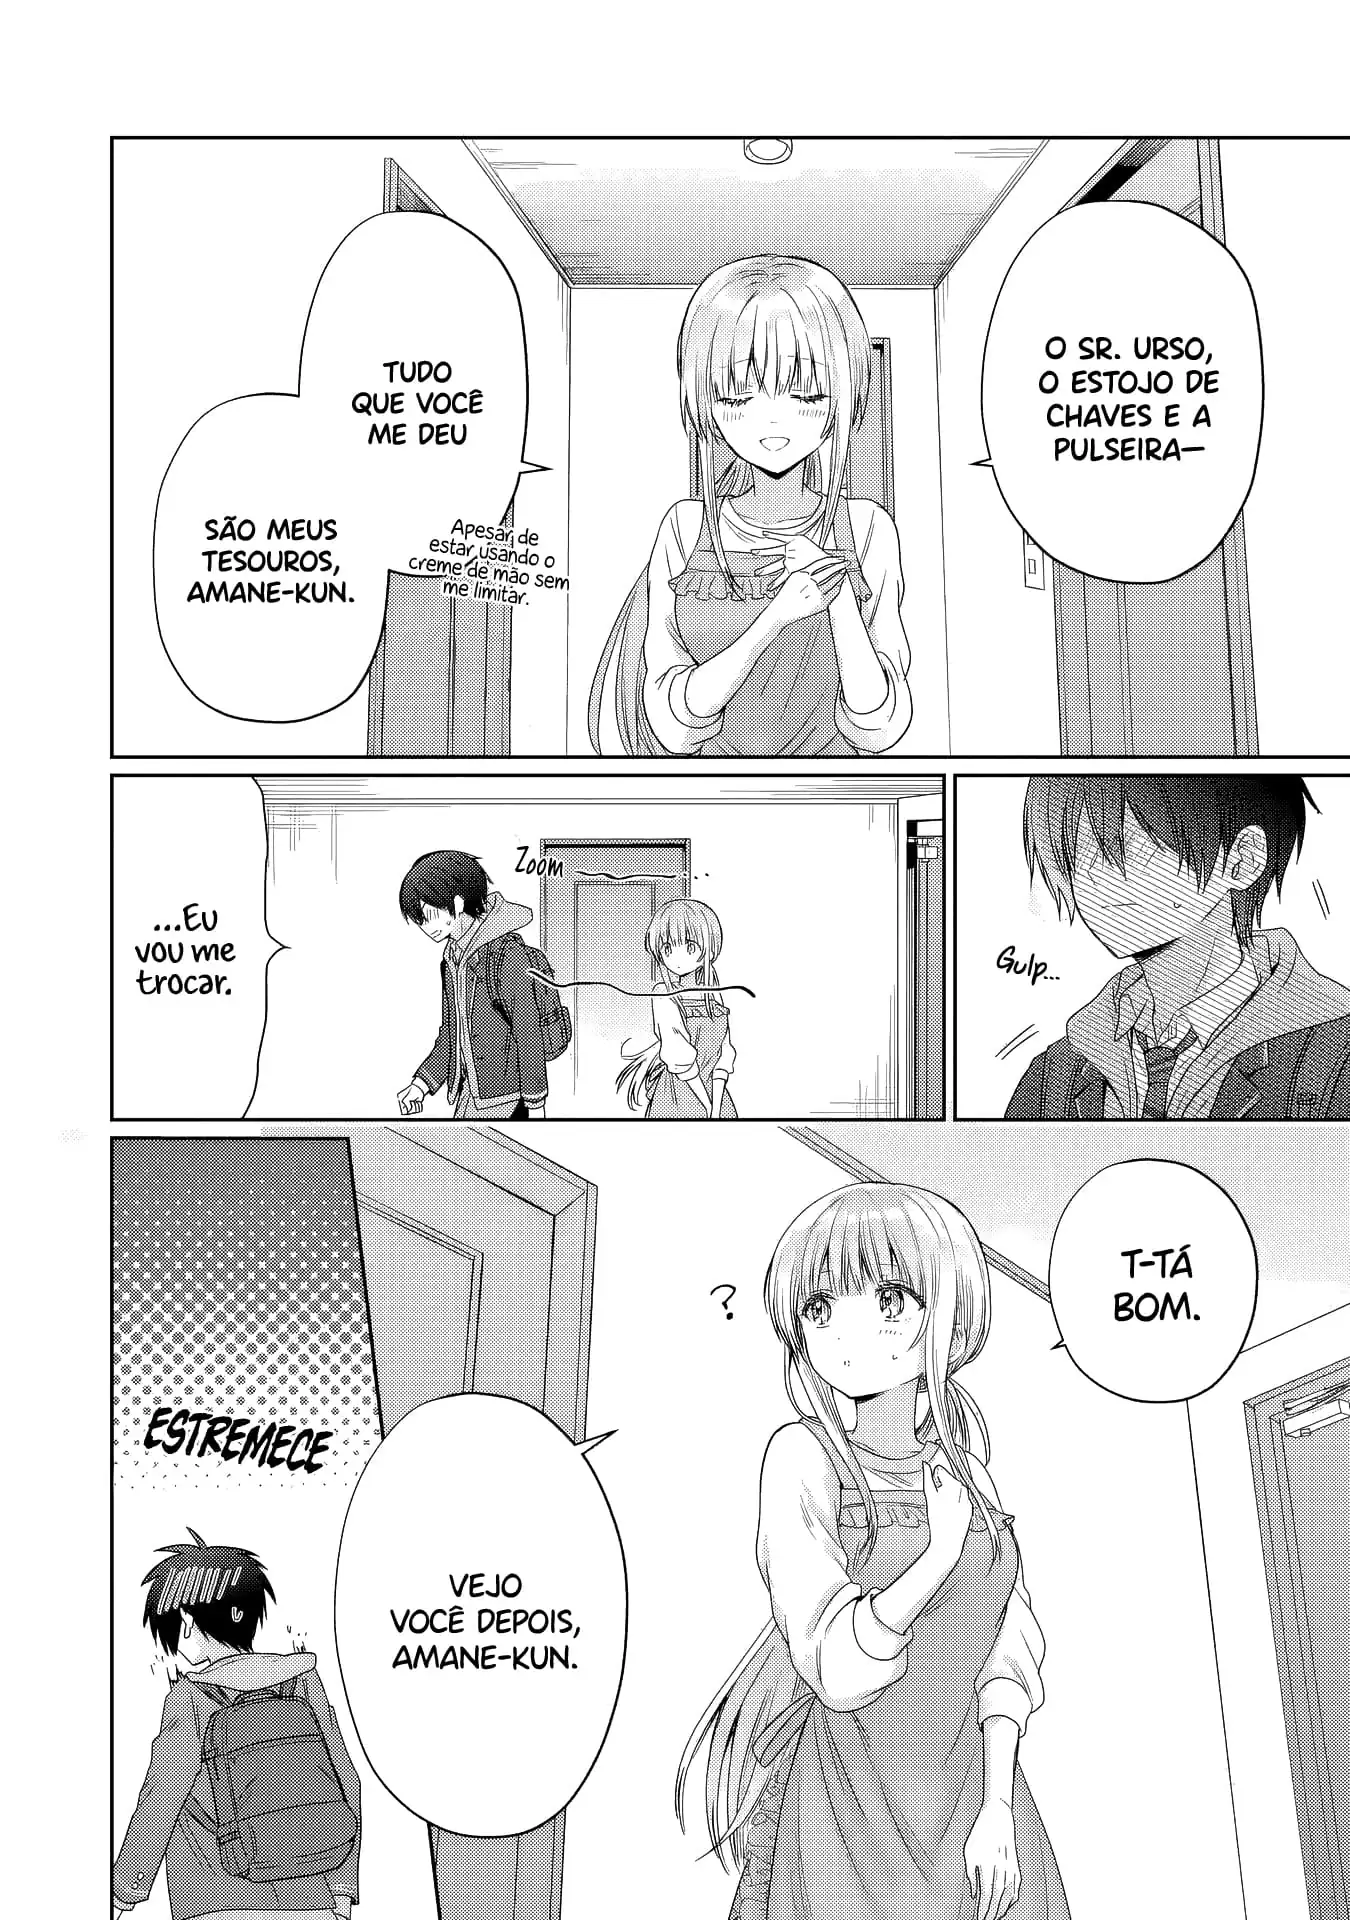 O SR. URSO,
O ESTOJO DE
CHAVES E A
PULSEIRA—
TUDO
QUE VOCÊ
ME DEU
SÃO MEUS
TESOUROS,
AMANE-KUN.
Apesar de
estar usando o
creme de mão sem
me limitar.
Gulp...
Zoom
...Eu
vou me
trocar.
T-TÁ
BOM.
?
VEJO
VOCÊ DEPOIS,
AMANE-KUN.
ESTREMECE